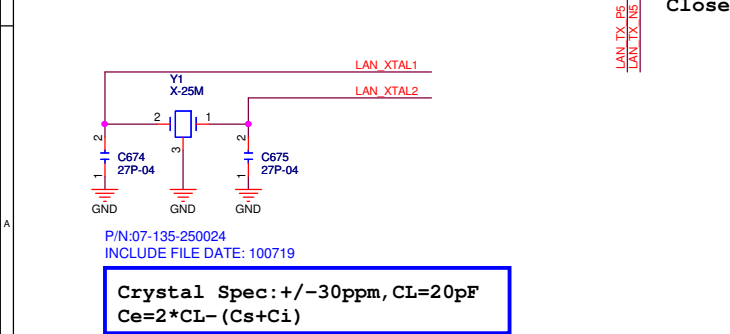 Close
LAN_TX_P5
LAN_TX_N5
LAN_XTAL1
Y1
X-25M
LAN_XTAL2
2
1
2
3
2
C674
27P-04
C675
27P-04
1
1
GND
GND
GND
A
P/N:07-135-250024
INCLUDE FILE DATE: 100719
Crystal Spec:+/-30ppm,CL=20pF
Ce=2*CL-(Cs+Ci)